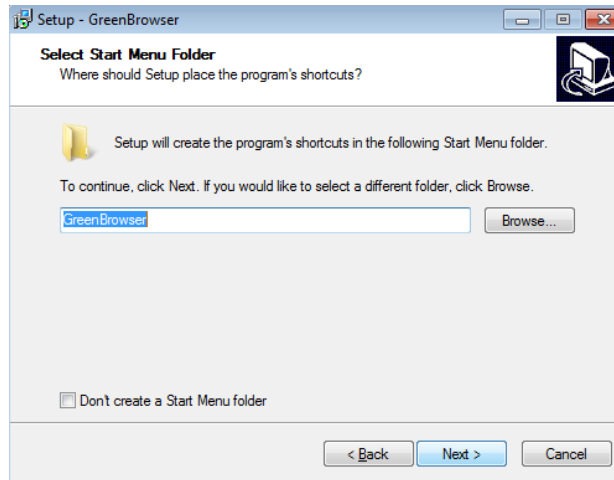 Setup - GreenBrowser
Select Start Menu Folder
Where should Setup place the program's shortcuts?
Setup will create the program's shortcuts in the following Start Menu folder.
To continue, click Next. If you would like to select a different folder, click Browse.
GreenBrowser
Browse...
Don't create a Start Menu folder
< Back
Next >
Cancel